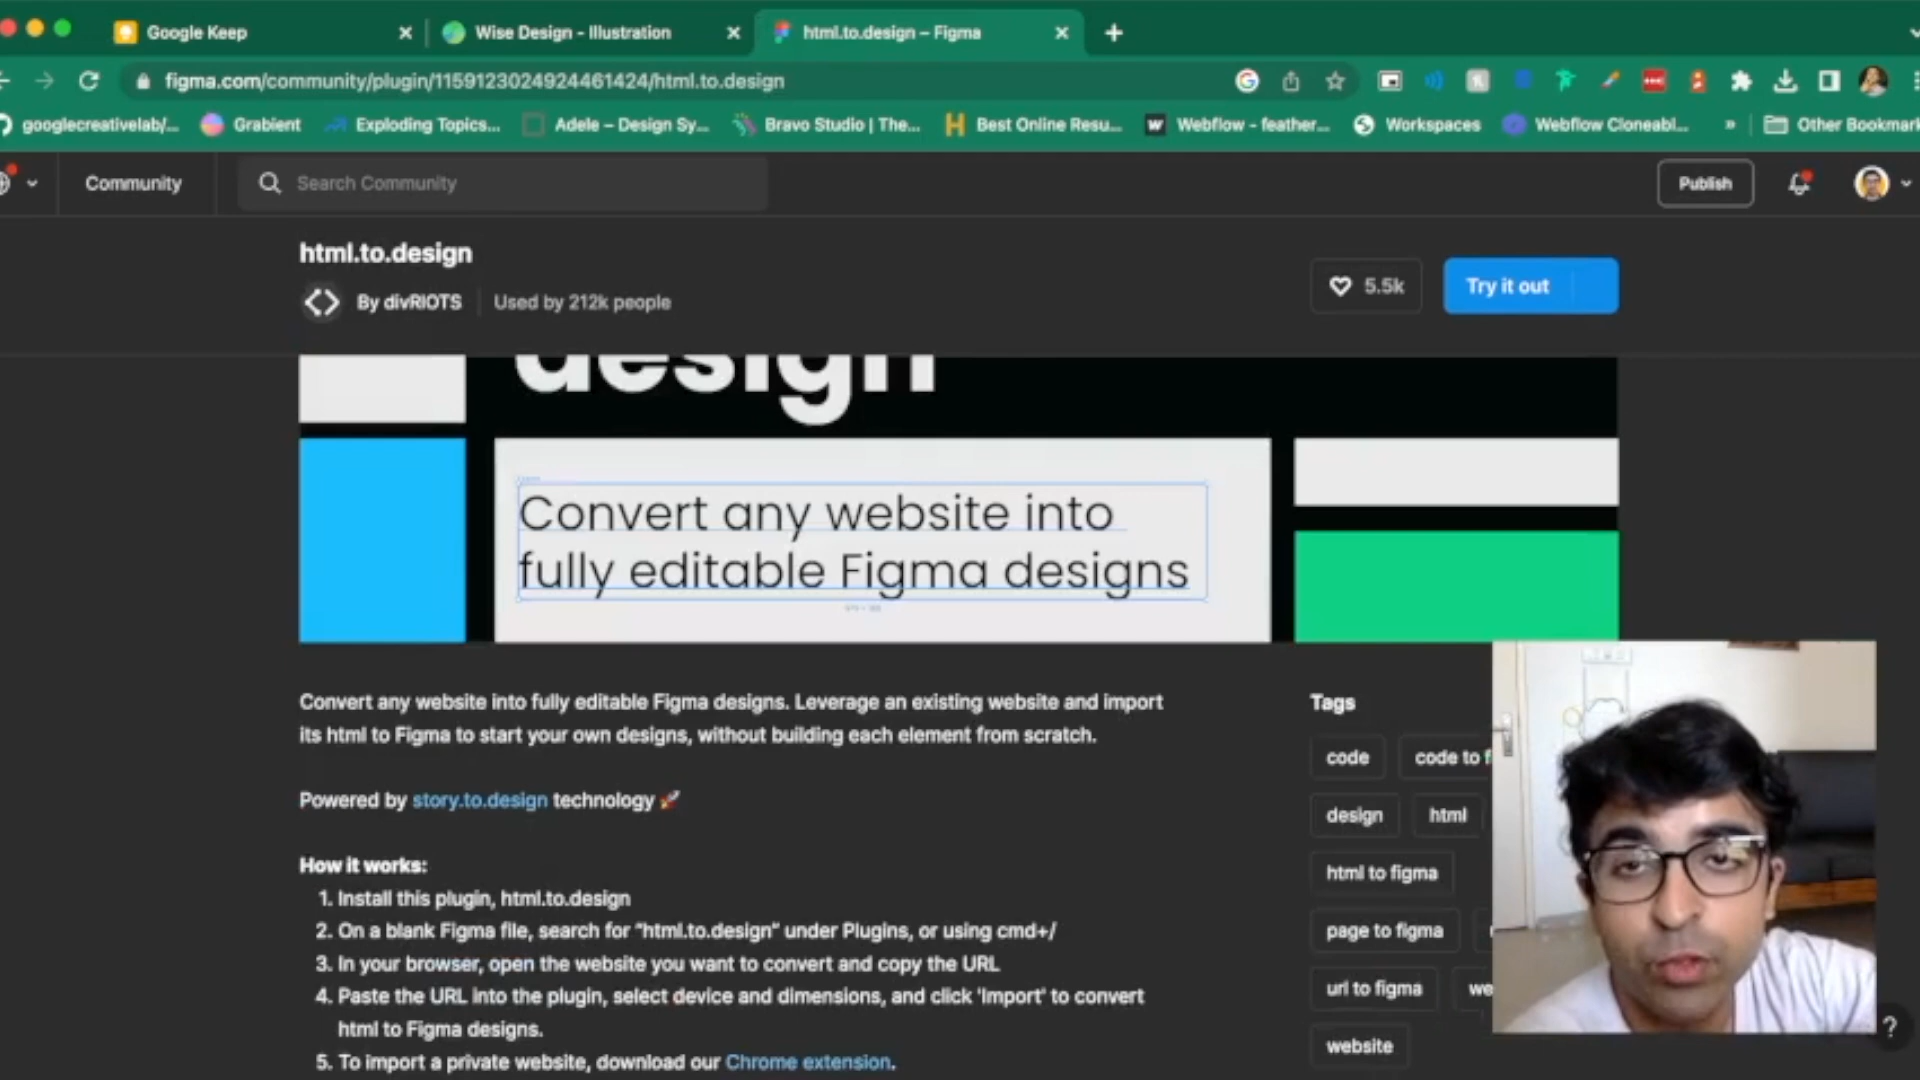 Google Keep
Wise Design - Illustration
html.to.design – Figma
figma.com/community/plugin/1159123024924461424/html.to.design
googlecreativelab/...
Grabient
Exploding Topics...
Adele – Design Sy...
Bravo Studio | The...
Best Online Resu...
Webflow - feather...
Workspaces
Webflow Cloneabl...
»
Other Bookmark
Community
Search Community
Publish
html.to.design
By divRIOTS
Used by 212k people
5.5k
Try it out
design
Convert any website into
fully editable Figma designs
Convert any website into fully editable Figma designs. Leverage an existing website and import
its html to Figma to start your own designs, without building each element from scratch.
Powered by story.to.design technology 🚀
How it works:
1. Install this plugin, html.to.design
2. On a blank Figma file, search for "html.to.design" under Plugins, or using cmd+/
3. In your browser, open the website you want to convert and copy the URL
4. Paste the URL into the plugin, select device and dimensions, and click 'Import' to convert
html to Figma designs.
5. To import a private website, download our Chrome extension.
Tags
code
code to f
design
html
html to figma
page to figma
url to figma
we
website
?